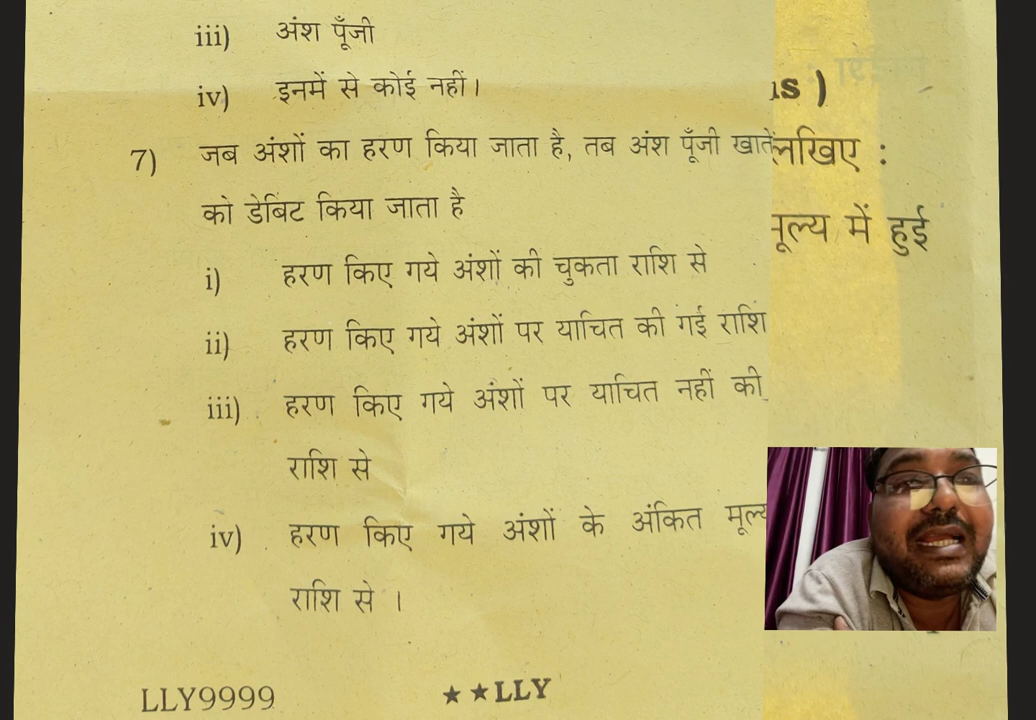 iii) अंश पूँजी
iv) इनमें से कोई नहीं।
ıs )
7) जब अंशों का हरण किया जाता है, तब अंश पूँजी खाते
खिए :
को डेबिट किया जाता है
में हुई
i) हरण किए गये अंशों की चुकता राशि से
ii) हरण किए गये अंशों पर याचित की गई राशि
iii) हरण किए गये अंशों पर याचित नहीं की
राशि से
iv) हरण किए गये अंशों के अंकित मूल्य
राशि से ।
LLY9999 ★★LLY